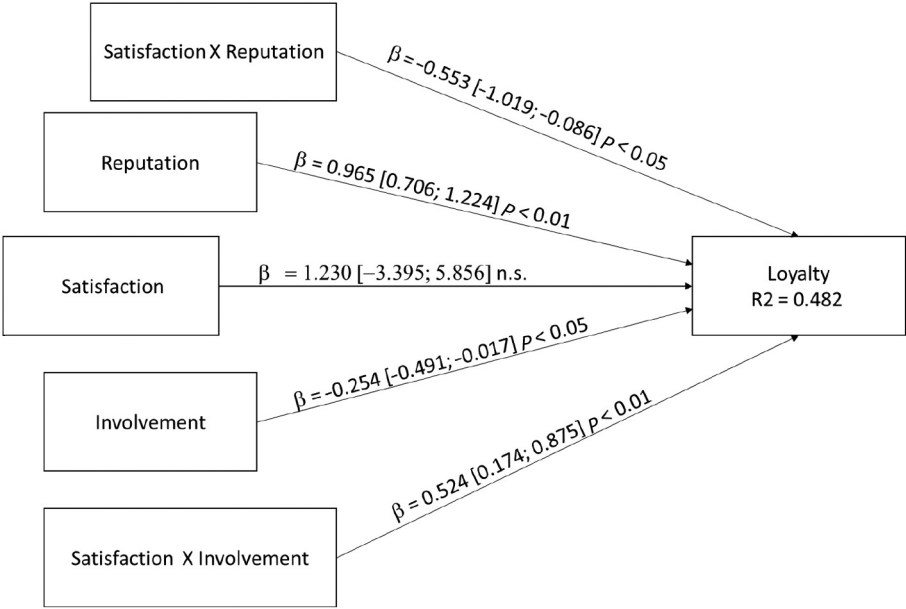 Satisfaction X Reputation
β = -0.553 [-1.019; -0.086] P < 0.05
Reputation
β = 0.965 [0.706; 1.224] P < 0.01
Satisfaction
β = 1.230 [−3.395; 5.856] n.s.
Loyalty
R2 = 0.482
Involvement
β = -0.254 [-0.491; -0.017] P < 0.05
Satisfaction X Involvement
β = 0.524 [0.174; 0.875] P < 0.01